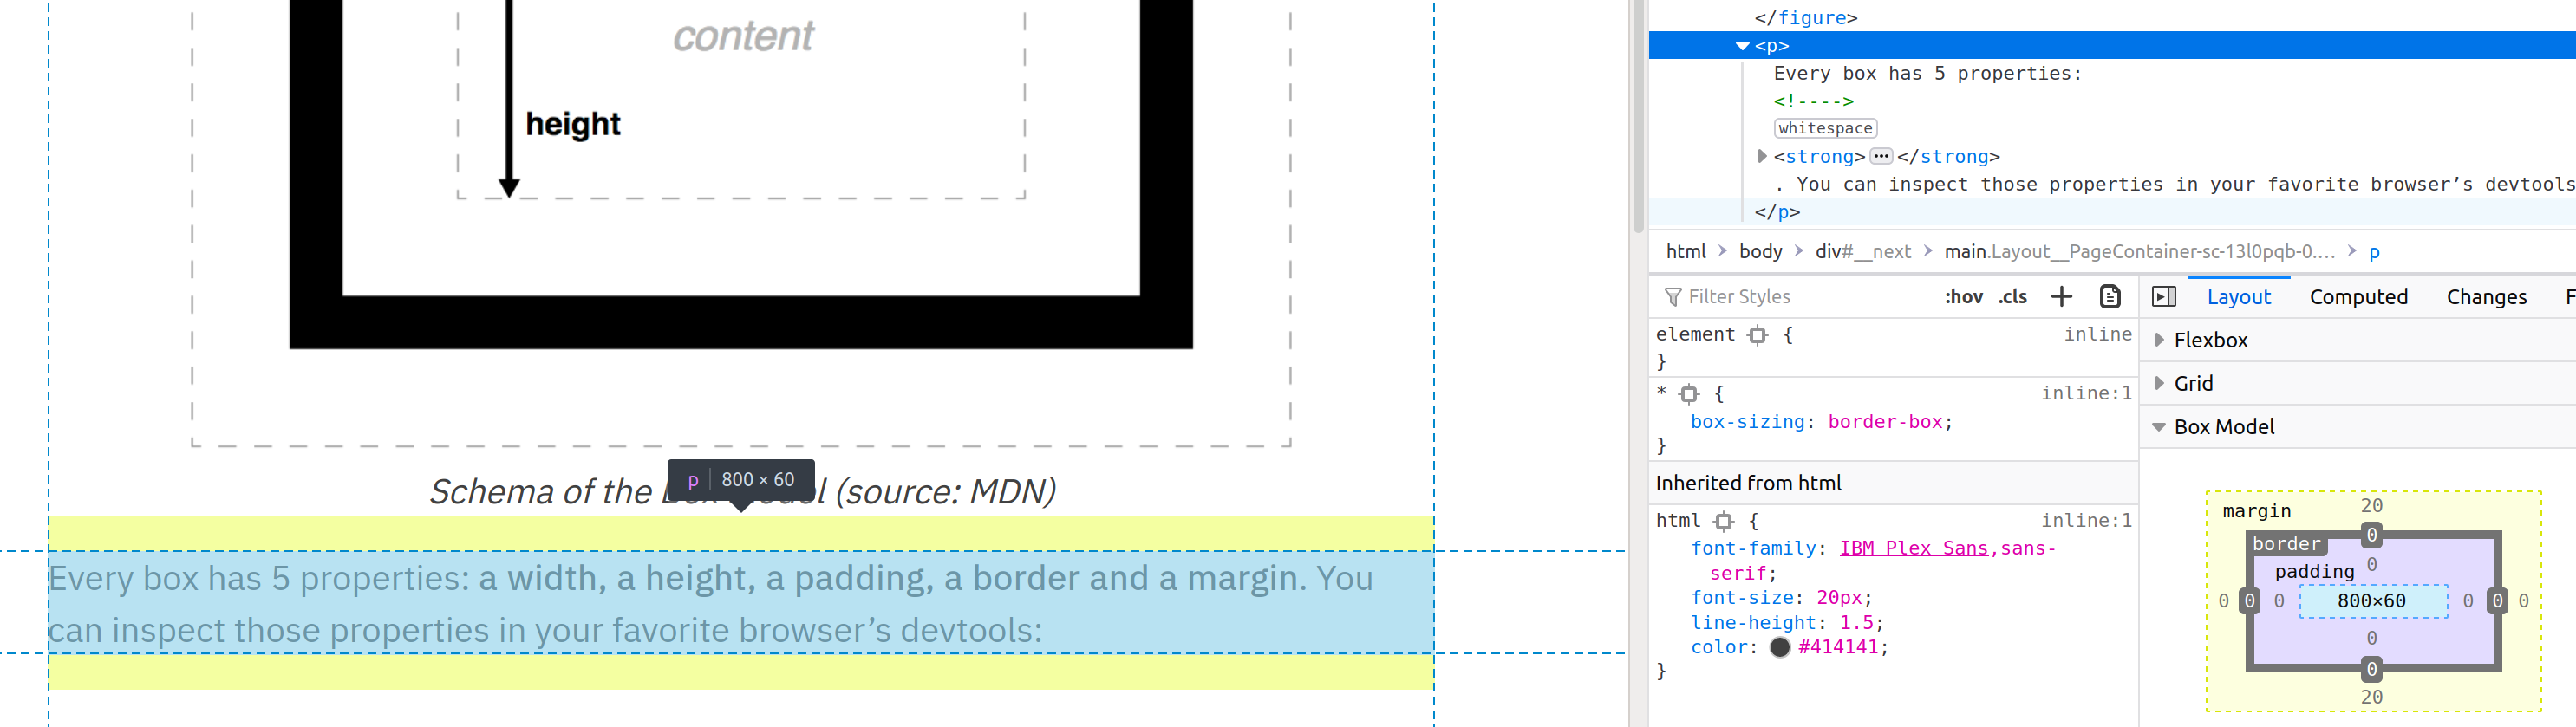 content
height
Schema of the Box Model (source: MDN)
p 800 × 60
Every box has 5 properties: a width, a height, a padding, a border and a margin. You
can inspect those properties in your favorite browser’s devtools:
</figure>
<p>
Every box has 5 properties:
<!---->
whitespace
<strong>⋯</strong>
. You can inspect those properties in your favorite browser’s devtools
</p>
html > body > div#__next > main.Layout__PageContainer-sc-13l0pqb-0.… > p
Filter Styles :hov .cls +
element { inline
}
* { inline:1
box-sizing: border-box;
}
Inherited from html
html { inline:1
font-family: IBM Plex Sans,sans-
serif;
font-size: 20px;
line-height: 1.5;
color: #414141;
}
Layout Computed Changes F
Flexbox
Grid
Box Model
margin 20
border 0
padding 0
0 0 0 800×60 0 0 0
0
0
20